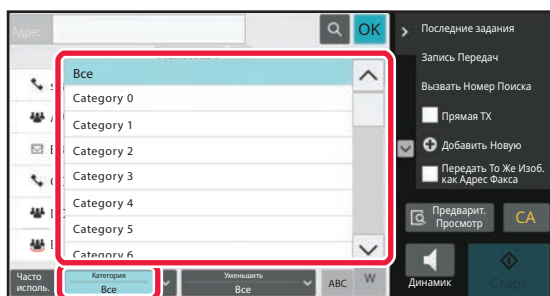 Адрес
OK
Все
Category 0
Category 1
Category 2
Category 3
Category 4
Category 5
Category 6
Часто
исполь.
Категория
Все
Уменьшить
Все
ABC
W
Последние задания
Запись Передач
Вызвать Номер Поиска
Прямая TX
Добавить Новую
Передать То Же Изоб.
как Адрес Факса
Предварит.
Просмотр
CA
Динамик
Старт